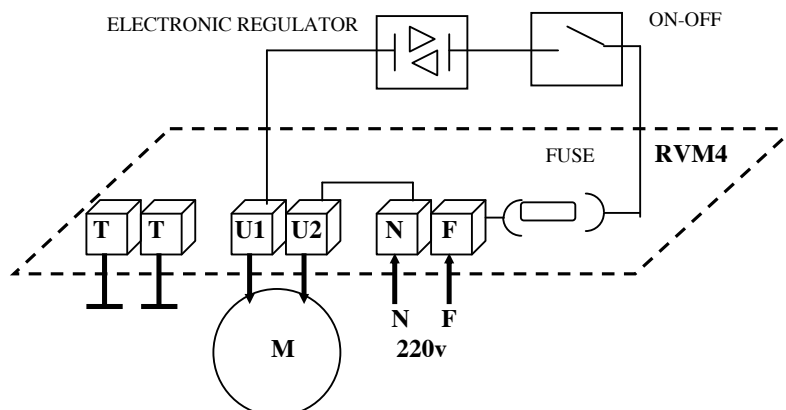 ELECTRONIC REGULATOR
ON-OFF
FUSE
RVM4
T T U1 U2 N F
N F
M
220v